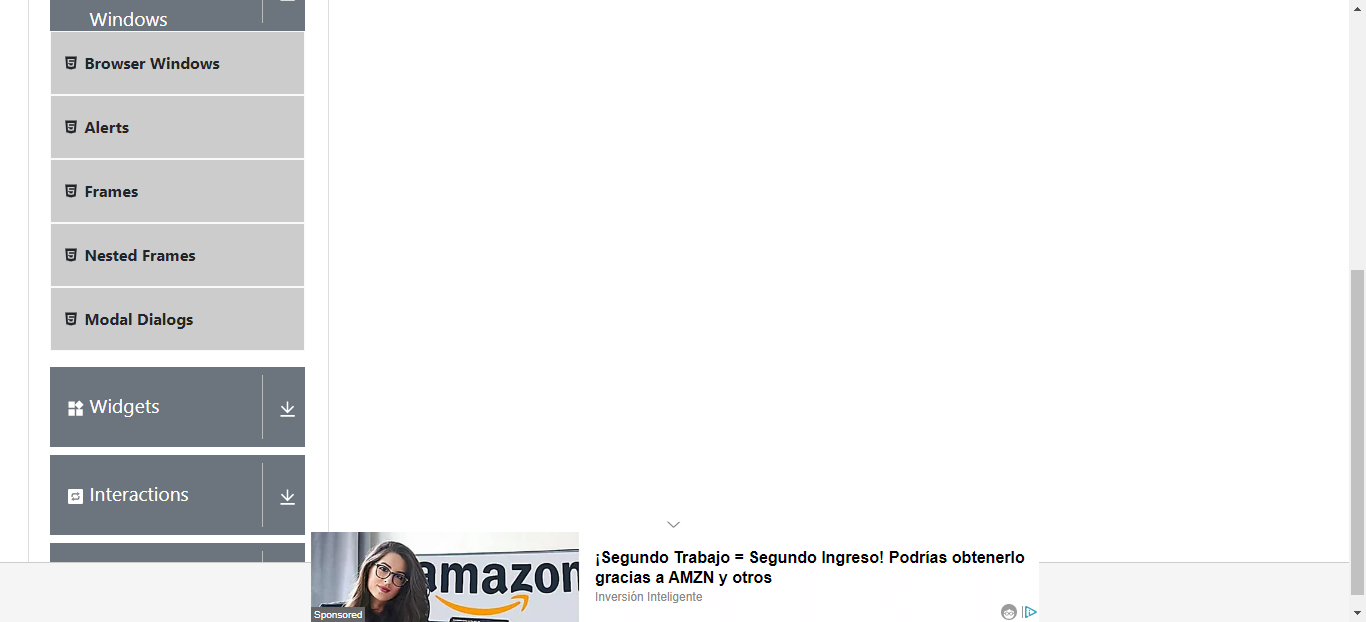 Windows
Browser Windows
Alerts
Frames
Nested Frames
Modal Dialogs
Widgets
Interactions
amazon
Sponsored
¡Segundo Trabajo = Segundo Ingreso! Podrías obtenerlo
gracias a AMZN y otros
Inversión Inteligente